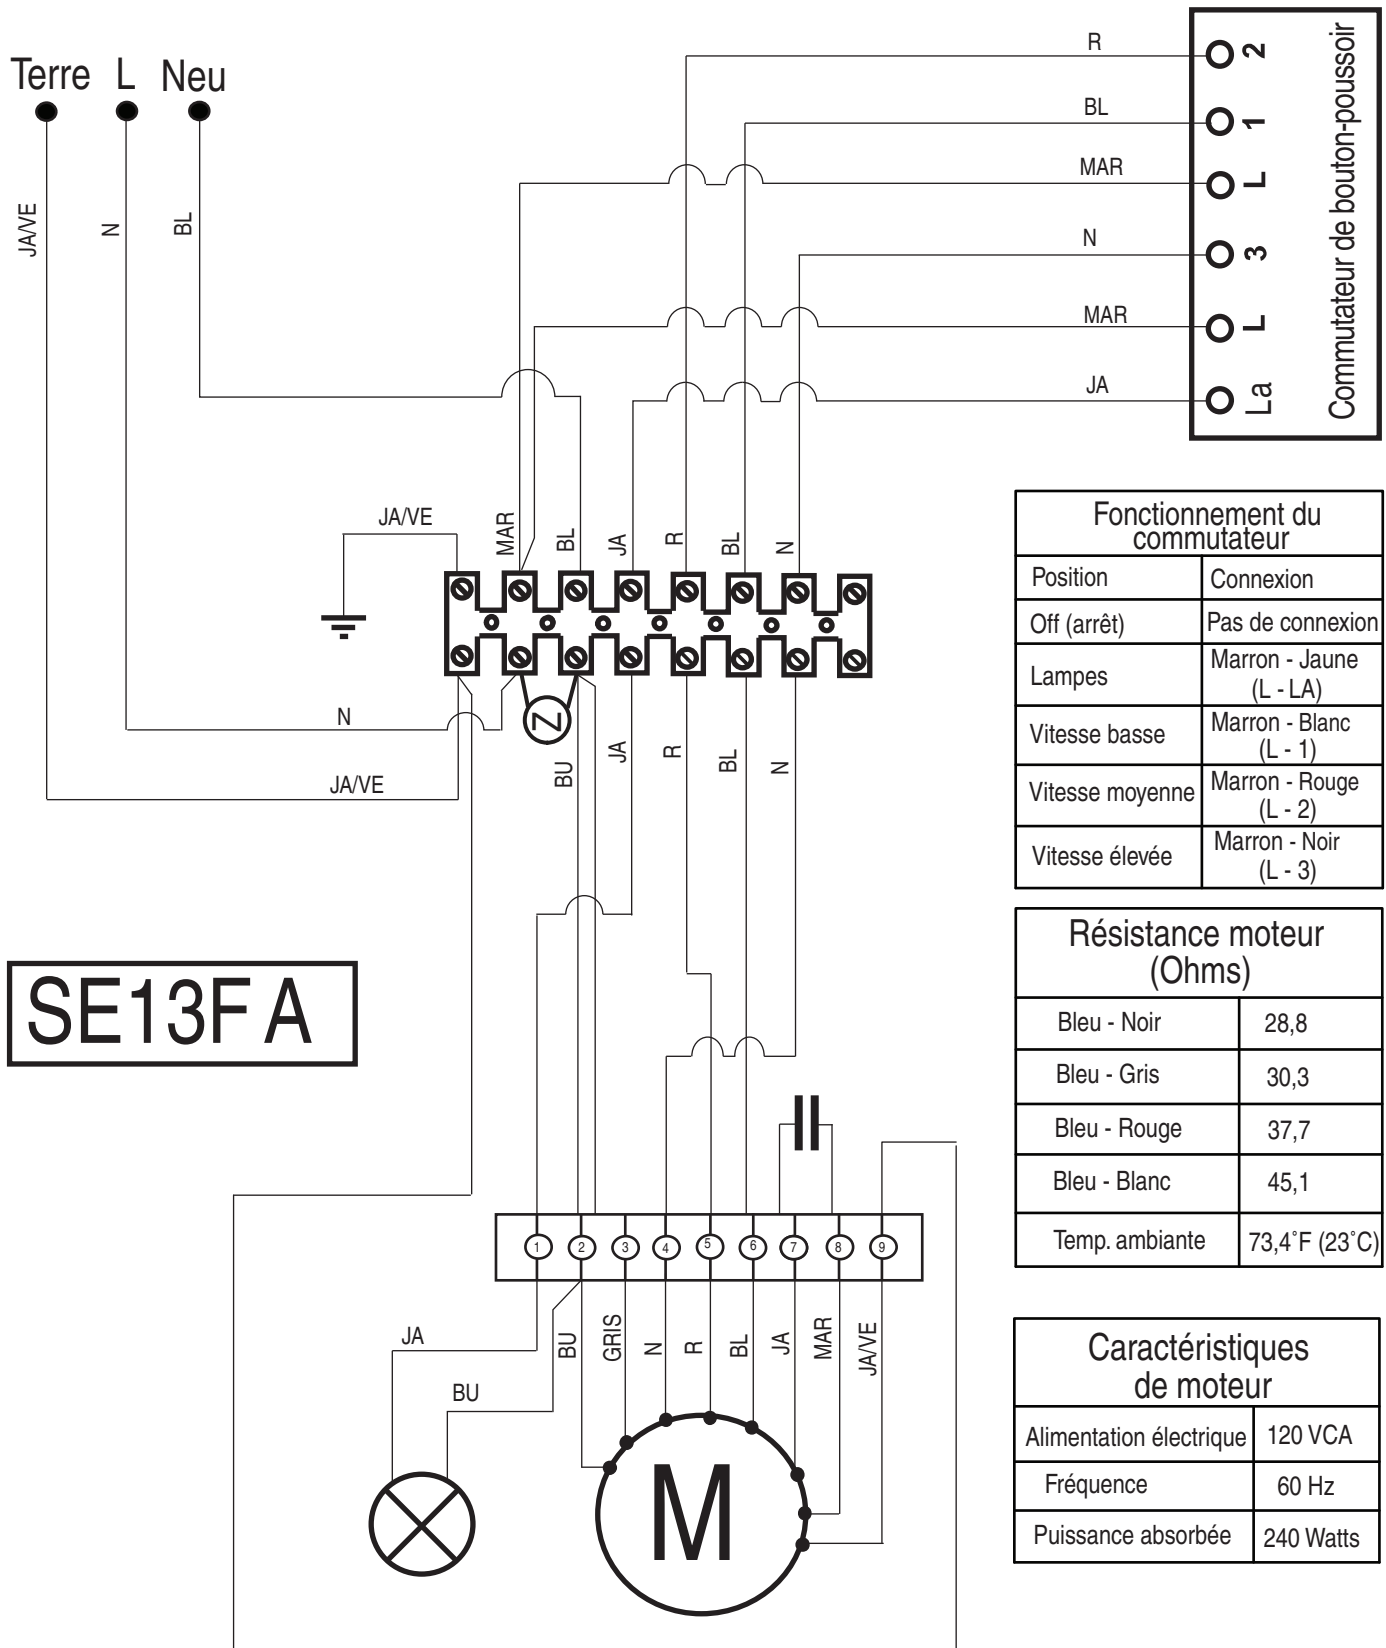 Terre L Neu
JA/VE
N
BL
R
BL
MAR
N
MAR
JA
2
1
L
3
L
La
Commutateur de bouton-poussoir
JA/VE
MAR
BL
JA
R
BL
N
Z
N
JA/VE
BU
JA
R
BL
N
Fonctionnement du
commutateur
Position Connexion
Off (arrêt) Pas de connexion
Lampes Marron - Jaune
(L - LA)
Vitesse basse Marron - Blanc
(L - 1)
Vitesse moyenne Marron - Rouge
(L - 2)
Vitesse élevée Marron - Noir
(L - 3)
SE13F A
Résistance moteur
(Ohms)
Bleu - Noir 28,8
Bleu - Gris 30,3
Bleu - Rouge 37,7
Bleu - Blanc 45,1
Temp. ambiante 73,4˚F (23˚C)
1 2 3 4 5 6 7 8 9
JA
BU
BU
GRIS
N
R
BL
JA
MAR
JA/VE
M
Caractéristiques
de moteur
Alimentation électrique 120 VCA
Fréquence 60 Hz
Puissance absorbée 240 Watts